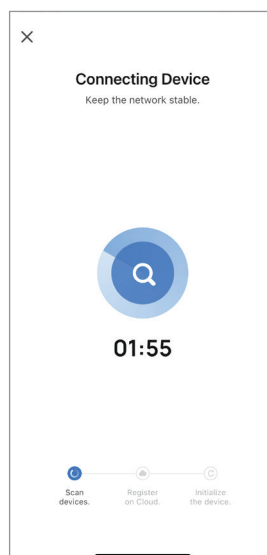 Connecting Device
Keep the network stable.
01:55
Scan
devices.
Register
on Cloud.
Initialize
the device.